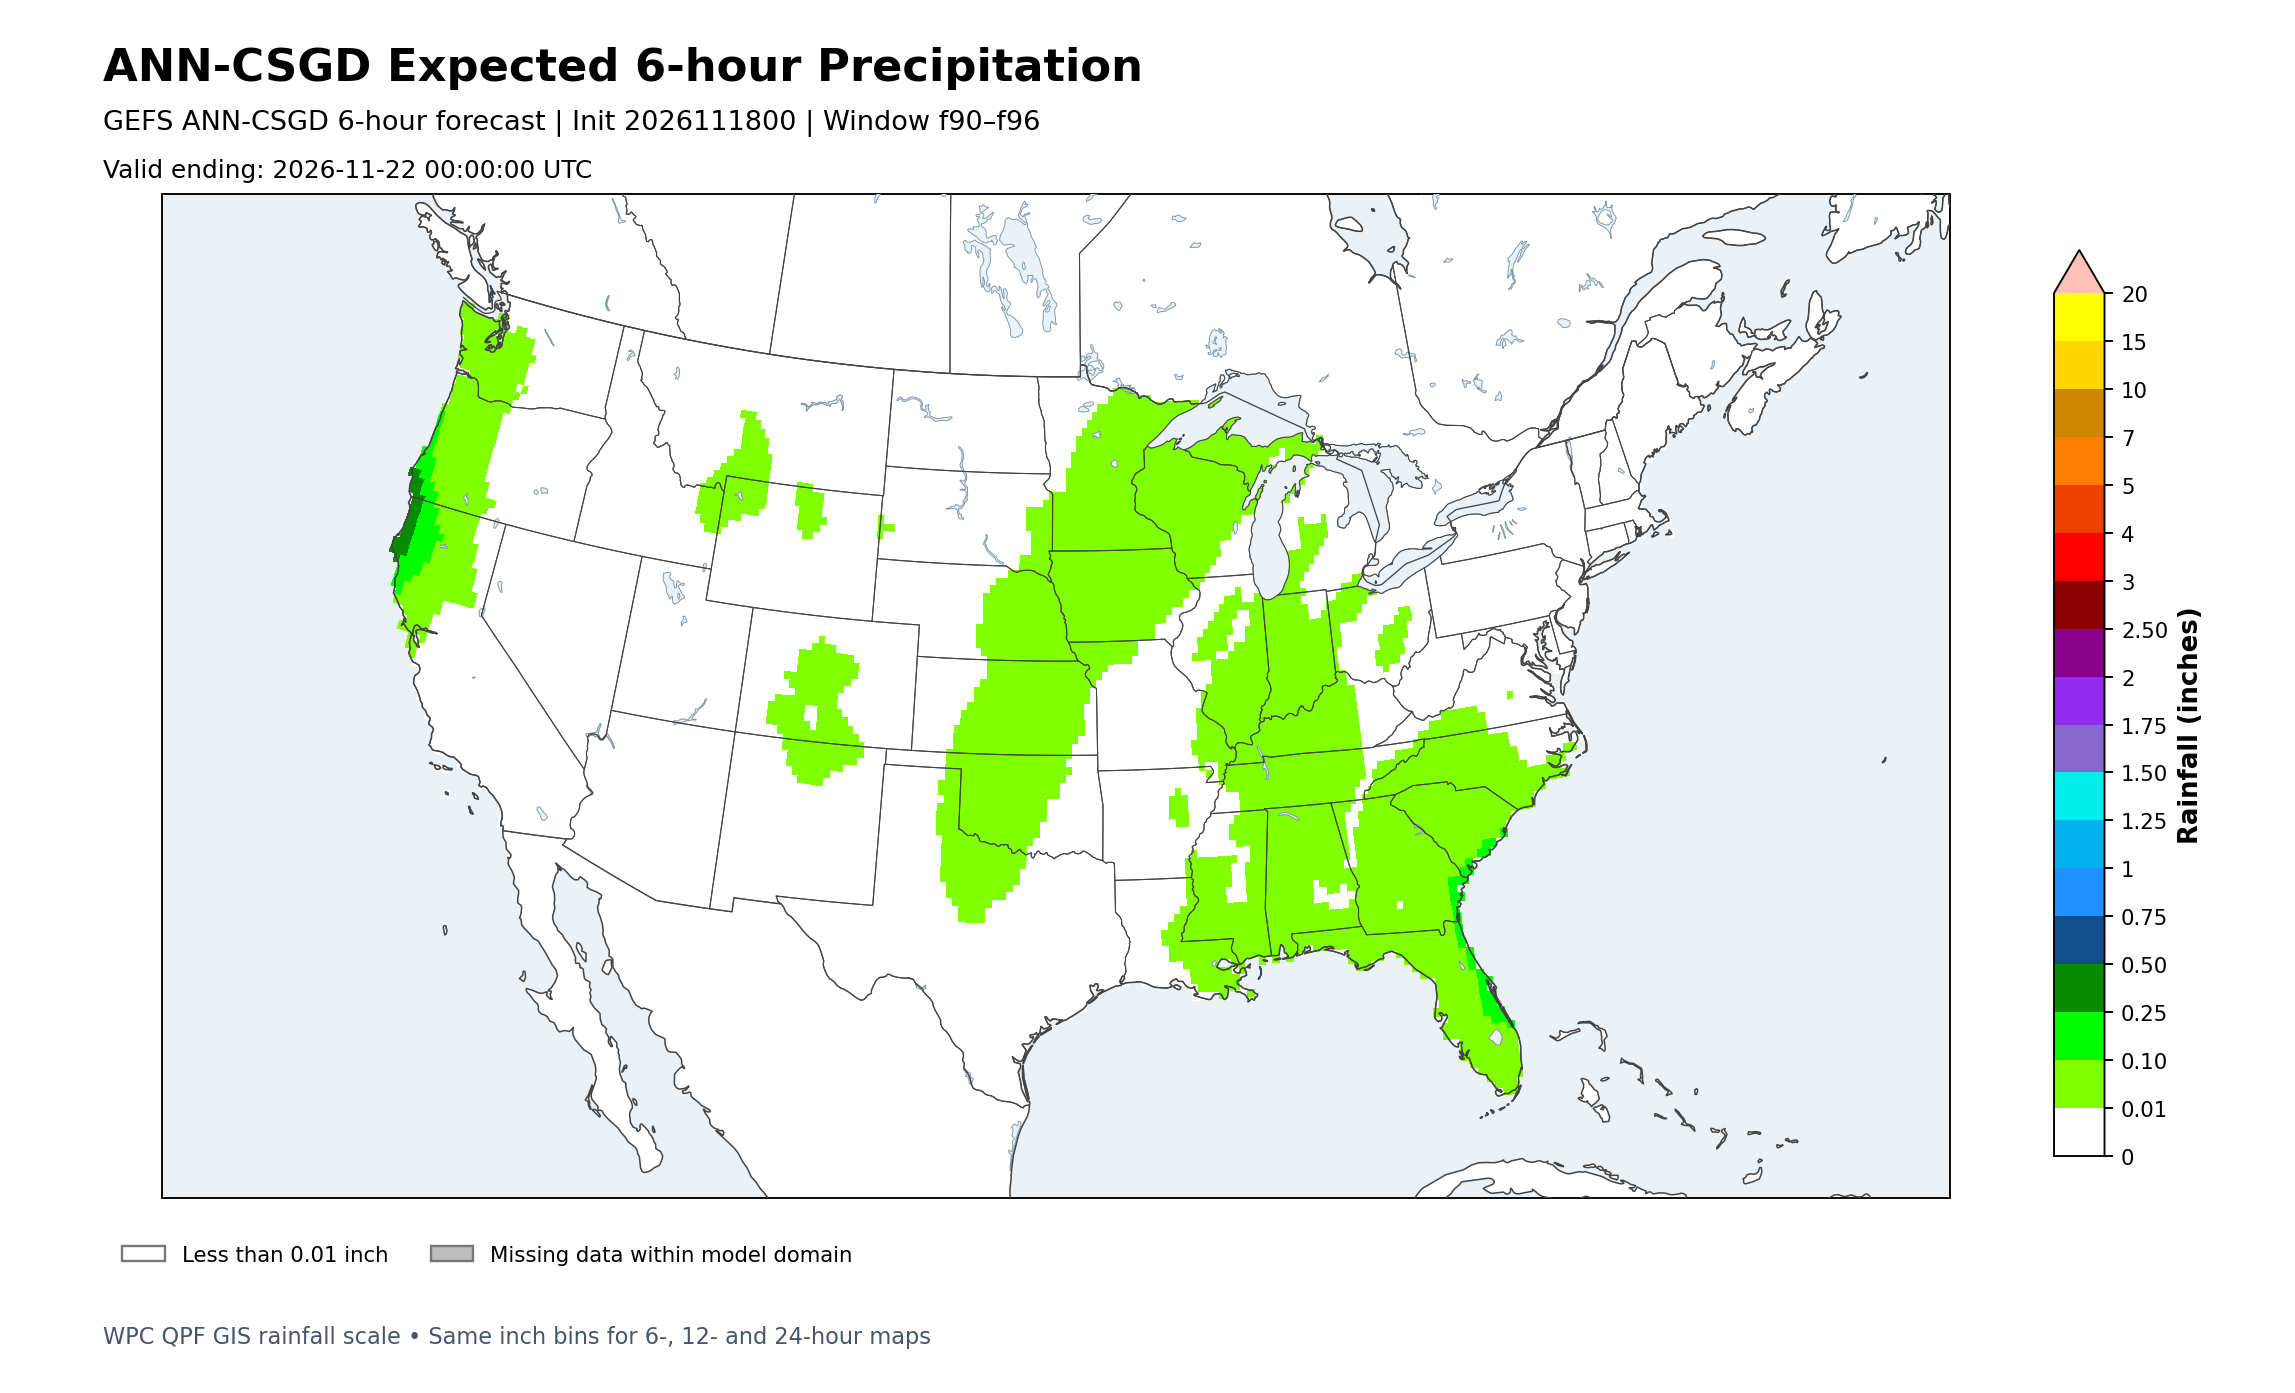 ANN-CSGD Expected 6-hour Precipitation
GEFS ANN-CSGD 6-hour forecast | Init 2026111800 | Window f90–f96
Valid ending: 2026-11-22 00:00:00 UTC
20
15
10
7
5
4
3
2.50
2
1.75
1.50
1.25
1
0.75
0.50
0.25
0.10
0.01
0
Rainfall (inches)
Less than 0.01 inch
Missing data within model domain
WPC QPF GIS rainfall scale • Same inch bins for 6-, 12- and 24-hour maps